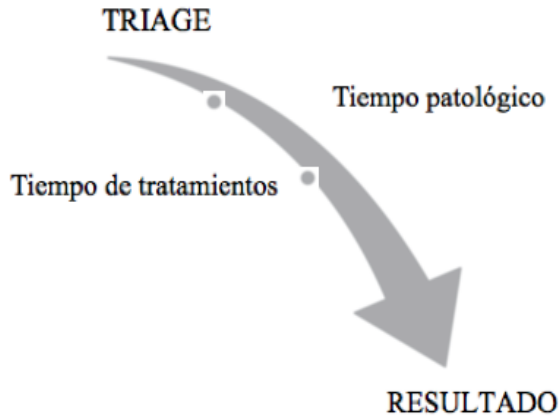 TRIAGE
Tiempo patológico
Tiempo de tratamientos
RESULTADO